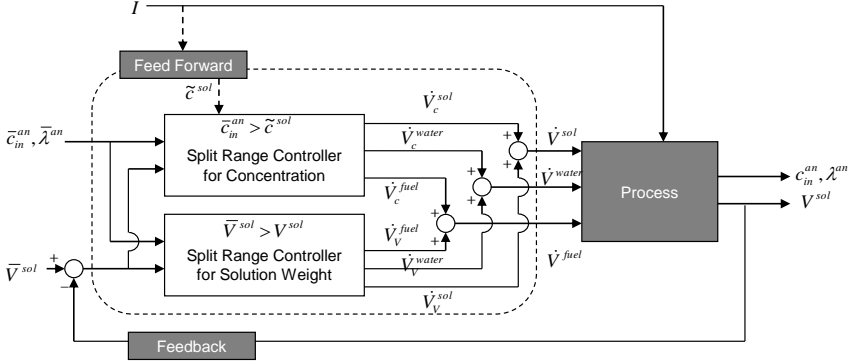 I
Feed Forward
c̃^sol
c̄_in^an, λ̄^an
c̄_in^an > c̃^sol
Split Range Controller
for Concentration
V̇_c^sol
V̇_c^water
V̇_c^fuel
V̄^sol > V^sol
Split Range Controller
for Solution Weight
V̇_V^fuel
V̇_V^water
V̇_V^sol
+
+
+
+
+
+
V̇^sol
V̇^water
V̇^fuel
Process
c_in^an, λ^an
V^sol
V̄^sol
+
−
Feedback